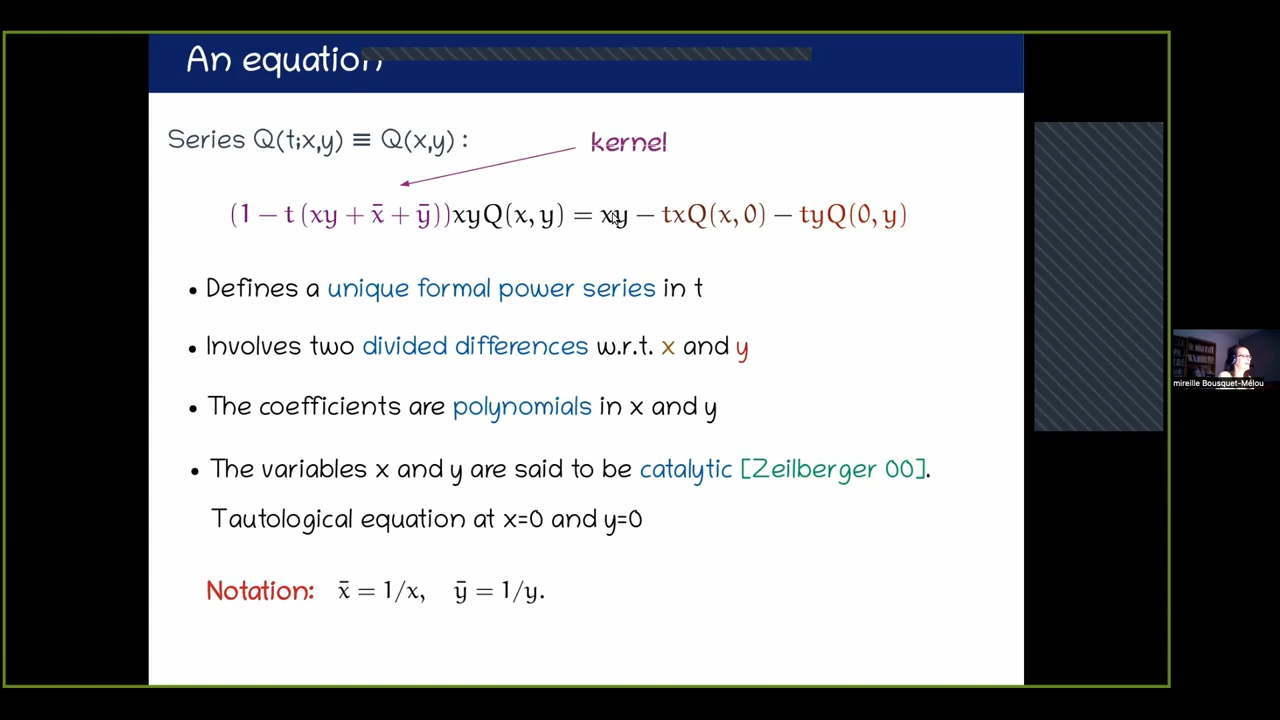 An equation
Series Q(t;x,y) ≡ Q(x,y) :
kernel
(1 − t (xy + x̄ + ȳ))xyQ(x, y) = xy − txQ(x, 0) − tyQ(0, y)
• Defines a unique formal power series in t
• Involves two divided differences w.r.t. x and y
• The coefficients are polynomials in x and y
• The variables x and y are said to be catalytic [Zeilberger 00].
Tautological equation at x=0 and y=0
Notation: x̄ = 1/x, ȳ = 1/y.
mireille Bousquet-Mélou